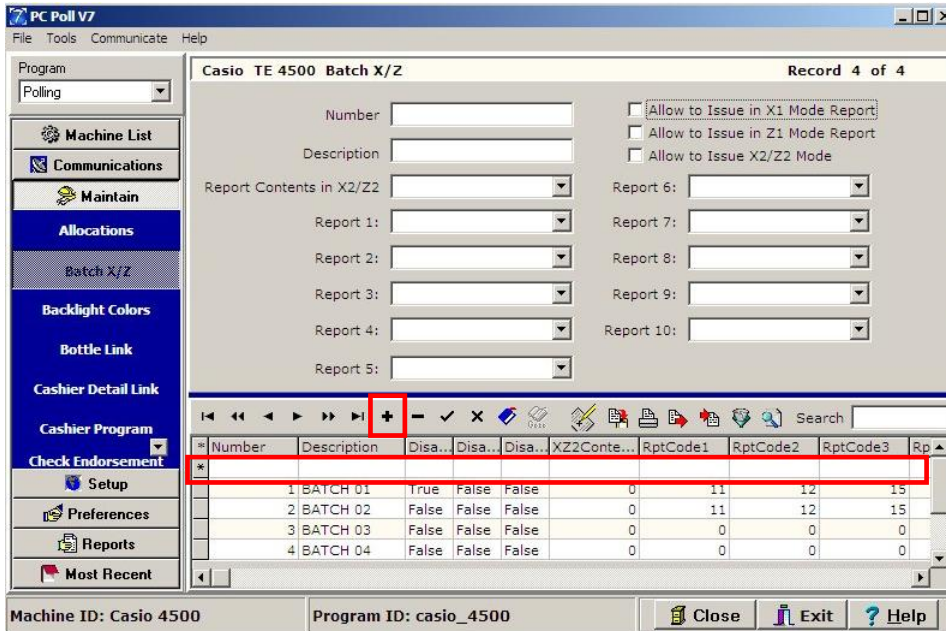 PC Poll V7
File Tools Communicate Help
Program
Polling
Machine List
Communications
Maintain
Allocations
Batch X/Z
Backlight Colors
Bottle Link
Cashier Detail Link
Cashier Program
Check Endorsement
Setup
Preferences
Reports
Most Recent
Casio TE 4500 Batch X/Z Record 4 of 4
Number
Description
Report Contents in X2/Z2
Report 1:
Report 2:
Report 3:
Report 4:
Report 5:
Allow to Issue in X1 Mode Report
Allow to Issue in Z1 Mode Report
Allow to Issue X2/Z2 Mode
Report 6:
Report 7:
Report 8:
Report 9:
Report 10:
Search
* Number Description Disa... Disa... Disa... XZ2Conte... RptCode1 RptCode2 RptCode3 Rp
*
1 BATCH 01 True False False 0 11 12 15
2 BATCH 02 False False False 0 11 12 15
3 BATCH 03 False False False 0 0 0 0
4 BATCH 04 False False False 0 0 0 0
Machine ID: Casio 4500 Program ID: casio_4500 Close Exit ? Help